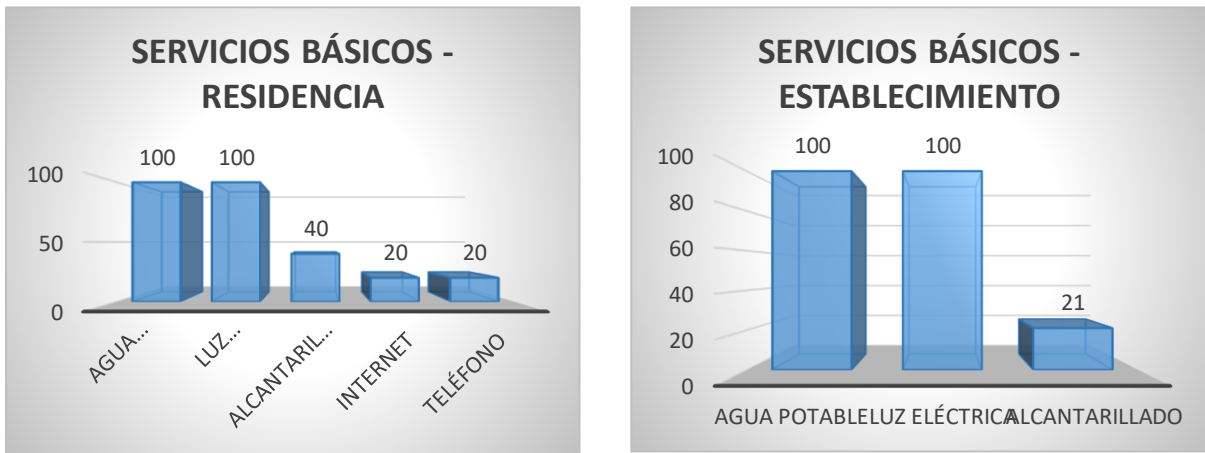 SERVICIOS BÁSICOS -
RESIDENCIA
100
100
40
20
20
100
50
0
AGUA...
LUZ...
ALCANTARIL...
INTERNET
TELÉFONO
SERVICIOS BÁSICOS -
ESTABLECIMIENTO
100
100
21
100
80
60
40
20
0
AGUA POTABLE
LUZ ELÉCTRICA
ALCANTARILLADO